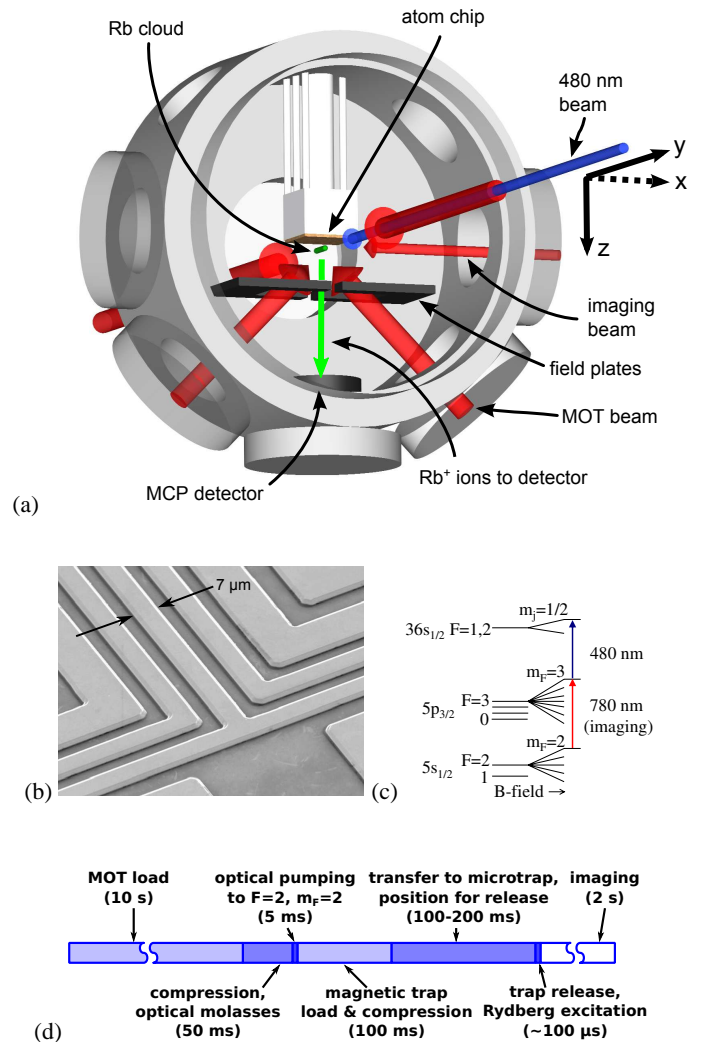 atom chip
Rb cloud
480 nm
beam
y
x
z
imaging
beam
field plates
MOT beam
Rb⁺ ions to detector
MCP detector
(a)
7 µm
(b)
mj=1/2
36s1/2 F=1,2
480 nm
mF=3
5p3/2 F=3
0
780 nm
(imaging)
mF=2
5s1/2 F=2
1
B-field →
(c)
MOT load
(10 s)
optical pumping
to F=2, mF=2
(5 ms)
transfer to microtrap,
position for release
(100-200 ms)
imaging
(2 s)
compression,
optical molasses
(50 ms)
magnetic trap
load & compression
(100 ms)
trap release,
Rydberg excitation
(~100 µs)
(d)